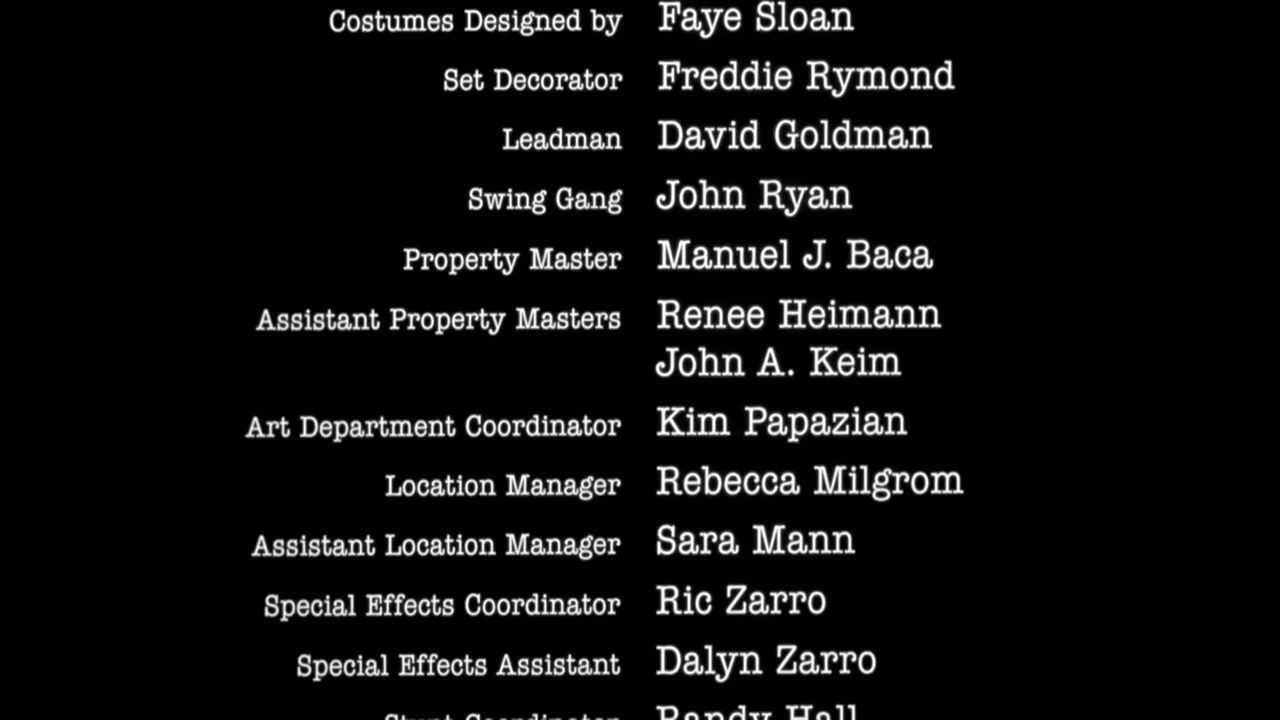 Costumes Designed by Faye Sloan
Set Decorator Freddie Rymond
Leadman David Goldman
Swing Gang John Ryan
Property Master Manuel J. Baca
Assistant Property Masters Renee Heimann
John A. Keim
Art Department Coordinator Kim Papazian
Location Manager Rebecca Milgrom
Assistant Location Manager Sara Mann
Special Effects Coordinator Ric Zarro
Special Effects Assistant Dalyn Zarro
Stunt Coordinator Randy Hall